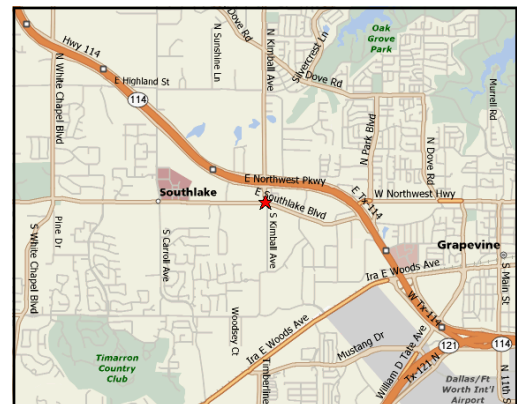 Dove Rd
Oak
Grove
Park
Hwy 114
N Sunshine Ln
N Kimball Ave
Silvercrest Ln
Dove Rd
E Highland St
N White Chapel Blvd
114
Murrell Rd
N Park Blvd
N Dove Rd
E Northwest Pkwy
E Tx-114
W Northwest Hwy
Southlake
E Southlake Blvd
S White Chapel Blvd
Pine Dr
S Carroll Ave
S Kimball Ave
Grapevine
Ira E Woods Ave
S Main St
W Tx-114
Woodsey Ct
Ira E Woods Ave
Mustang Dr
William D Tate Ave
121
114
Timarron
Country
Club
Timberline
Tx-121 N
Dallas/Ft
Worth Int'l
Airport
N 11th S